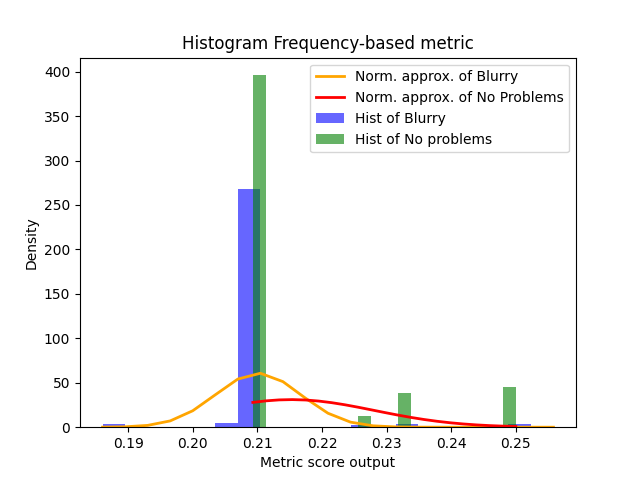 Histogram Frequency-based metric
Norm. approx. of Blurry
Norm. approx. of No Problems
Hist of Blurry
Hist of No problems
Density
400
350
300
250
200
150
100
50
0
0.19 0.20 0.21 0.22 0.23 0.24 0.25
Metric score output